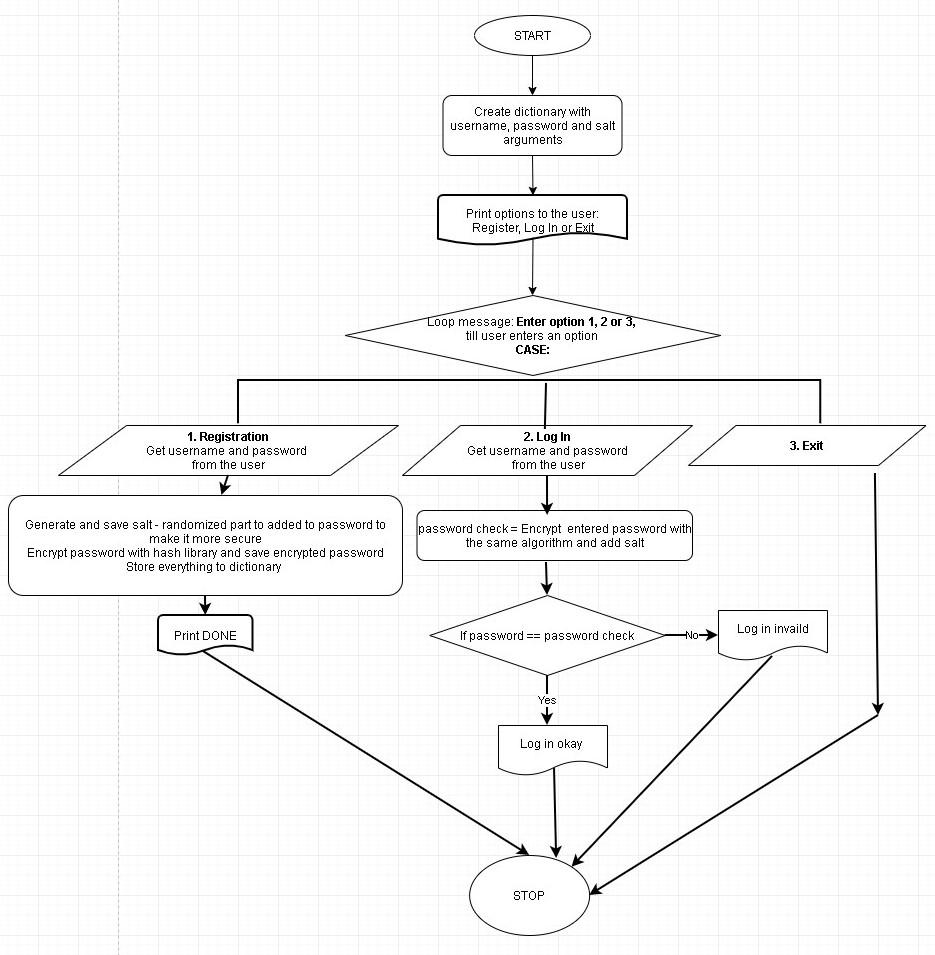 START
Create dictionary with
username, password and salt
arguments
Print options to the user:
Register, Log In or Exit
Loop message: Enter option 1, 2 or 3,
till user enters an option
CASE:
1. Registration
Get username and password
from the user
2. Log In
Get username and password
from the user
3. Exit
Generate and save salt - randomized part to added to password to
make it more secure
Encrypt password with hash library and save encrypted password
Store everything to dictionary
password check = Encrypt entered password with
the same algorithm and add salt
Print DONE
If password == password check
No
Log in invaild
Yes
Log in okay
STOP